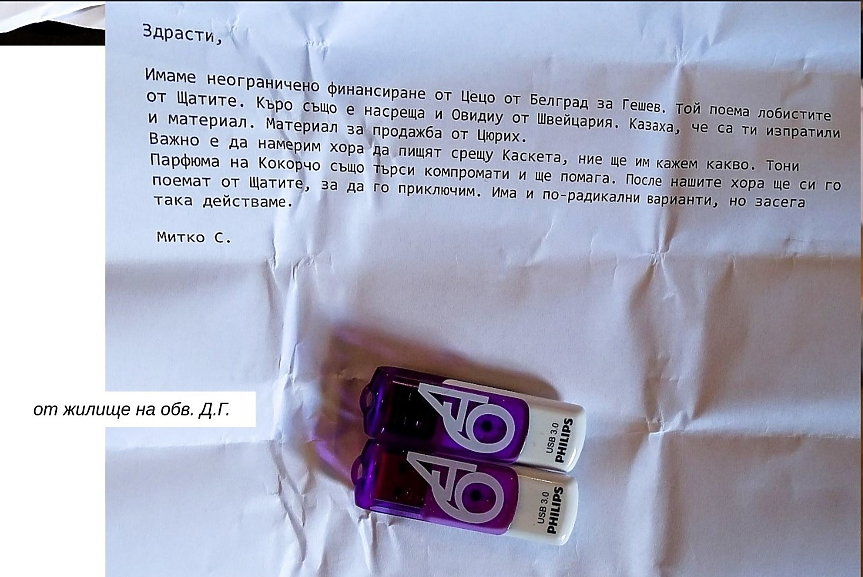 Здрасти,
Имаме неограничено финансиране от Цецо от Белград за Гешев. Той поема лобистите
от Щатите. Къро също е насреща и Овидиу от Швейцария. Казаха, че са ти изпратили
и материал. Материал за продажба от Цюрих.
Важно е да намерим хора да пищят срещу Каскета, ние ще им кажем какво. Тони
Парфюма на Кокорчо също търси компромати и ще помага. После нашите хора ще си го
поемат от Щатите, за да го приключим. Има и по-радикални варианти, но засега
така действаме.
Митко С.
от жилище на обв. Д.Г.
USB 3.0
PHILIPS
USB 3.0
PHILIPS